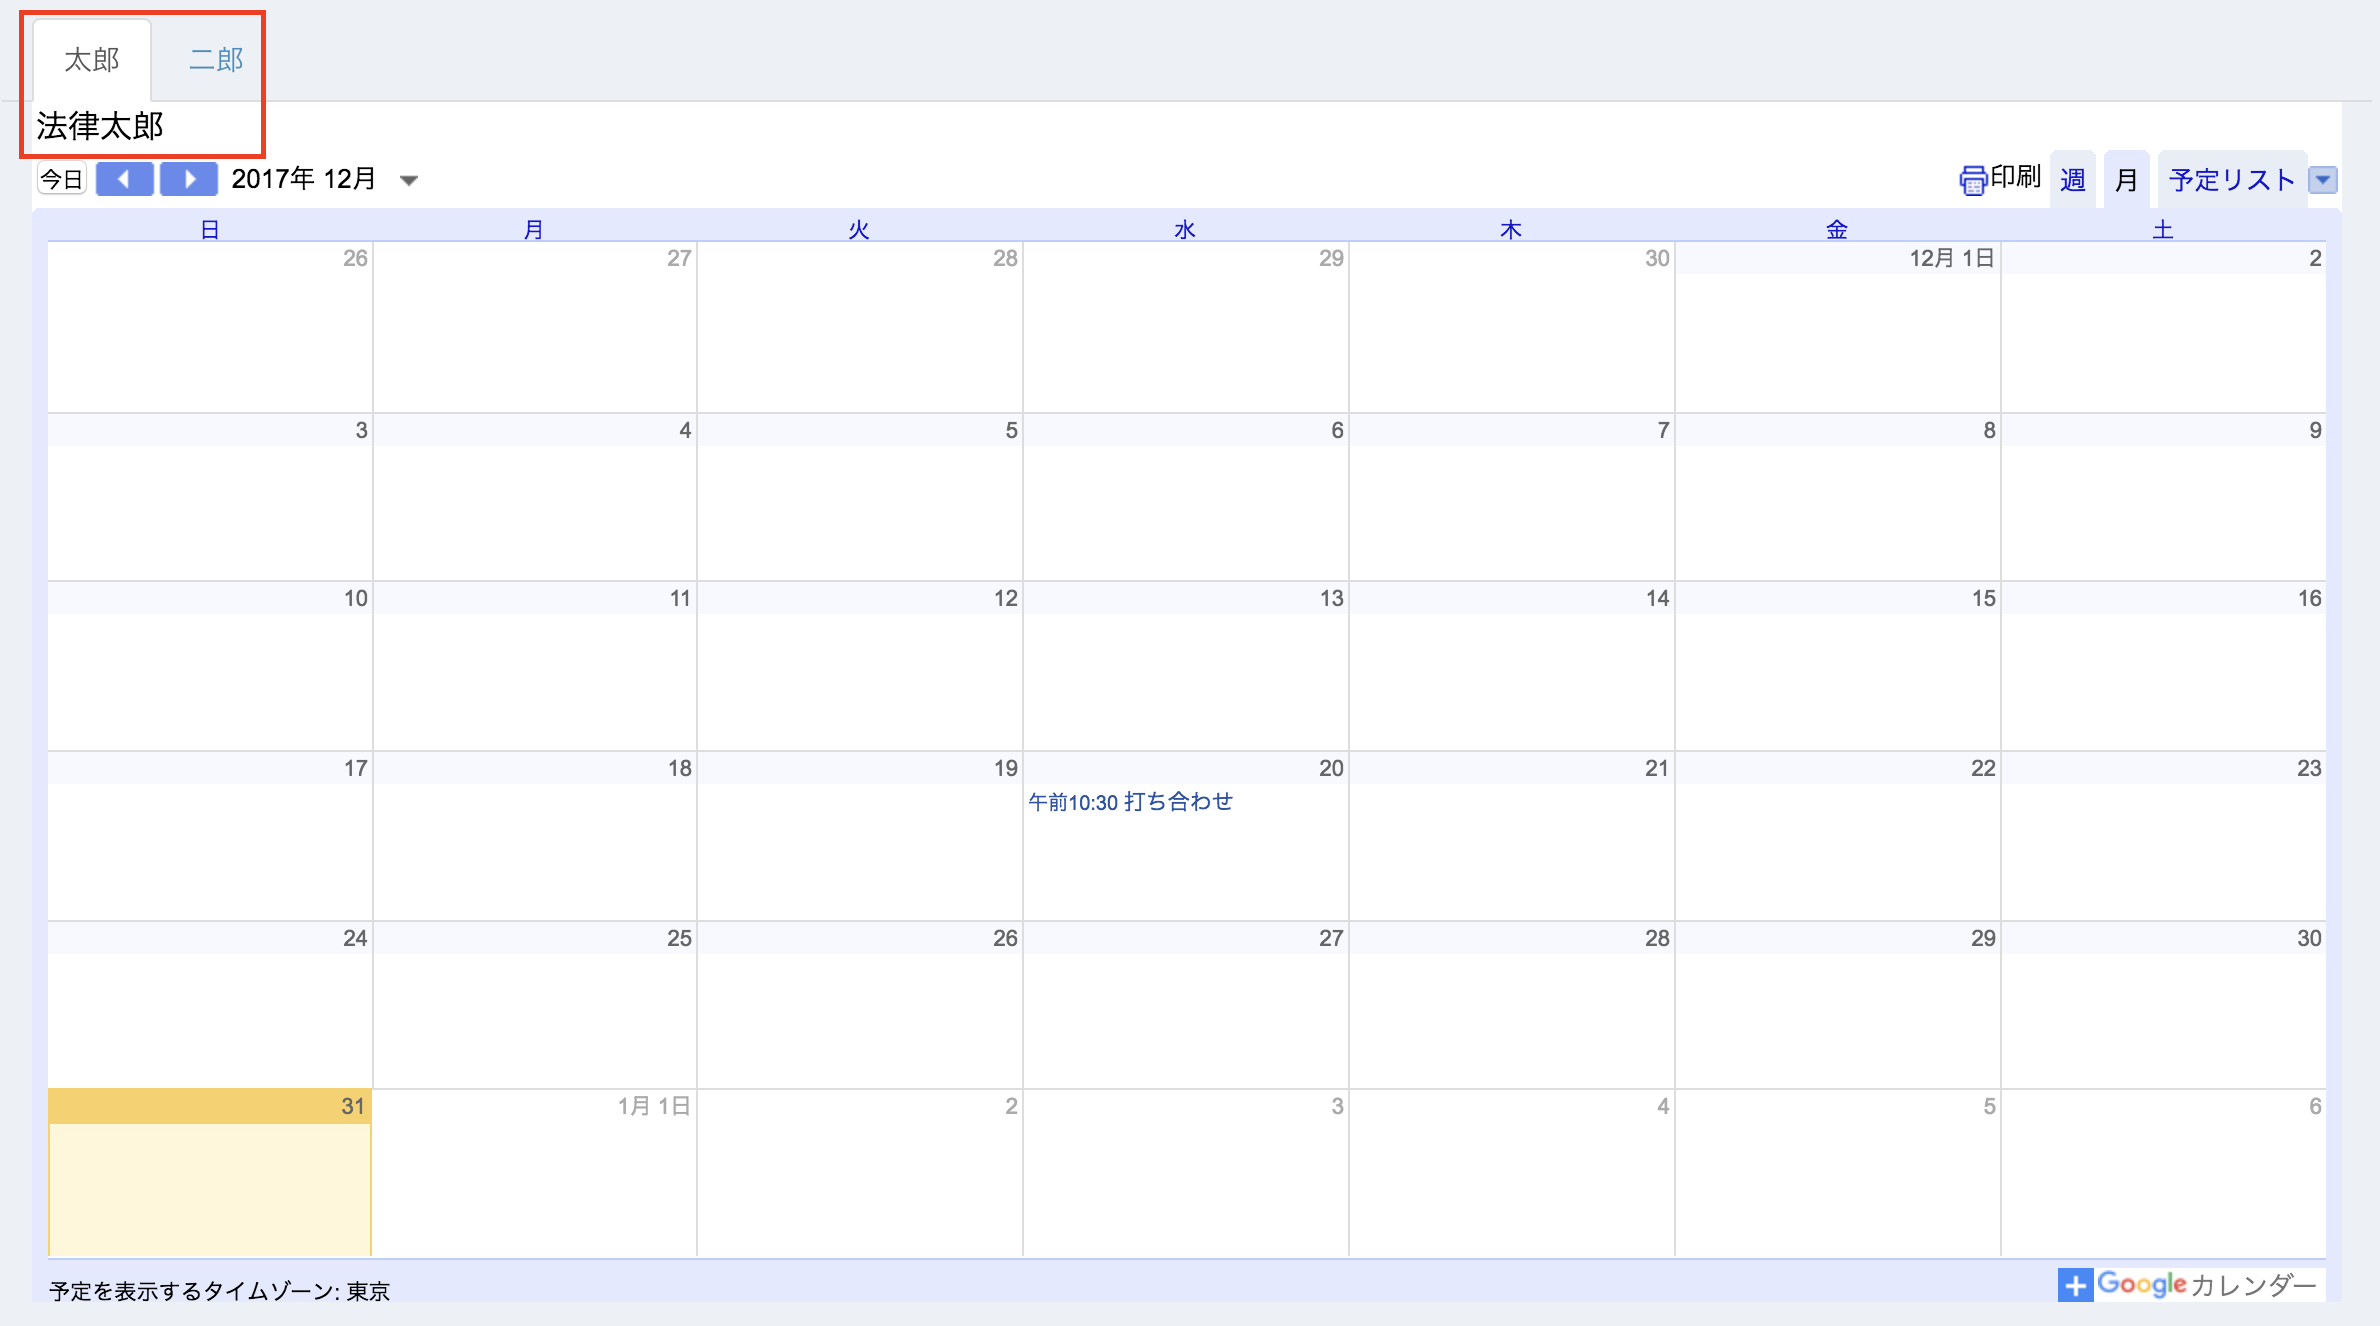 太郎 二郎
法律太郎
今日 2017年 12月 印刷 週 月 予定リスト
日 月 火 水 木 金 土
26 27 28 29 30 12月 1日 2
3 4 5 6 7 8 9
10 11 12 13 14 15 16
17 18 19 20 21 22 23
午前10:30 打ち合わせ
24 25 26 27 28 29 30
31 1月 1日 2 3 4 5 6
予定を表示するタイムゾーン: 東京 Google カレンダー